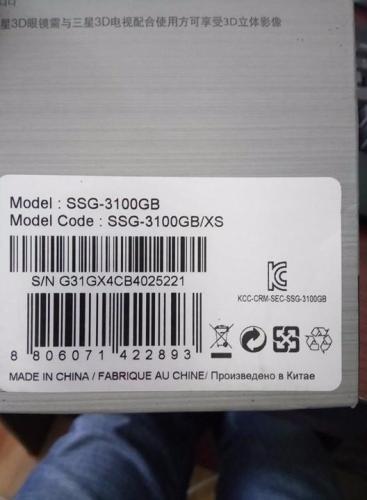 星3D眼镜需与三星3D电视配合使用方可享受3D立体影像
Model : SSG-3100GB
Model Code : SSG-3100GB/XS
S/N G31GX4CB4025221
KCC-CRM-SEC-SSG-3100GB
8 806071 422893
MADE IN CHINA / FABRIQUE AU CHINE/ Произведено в Китае